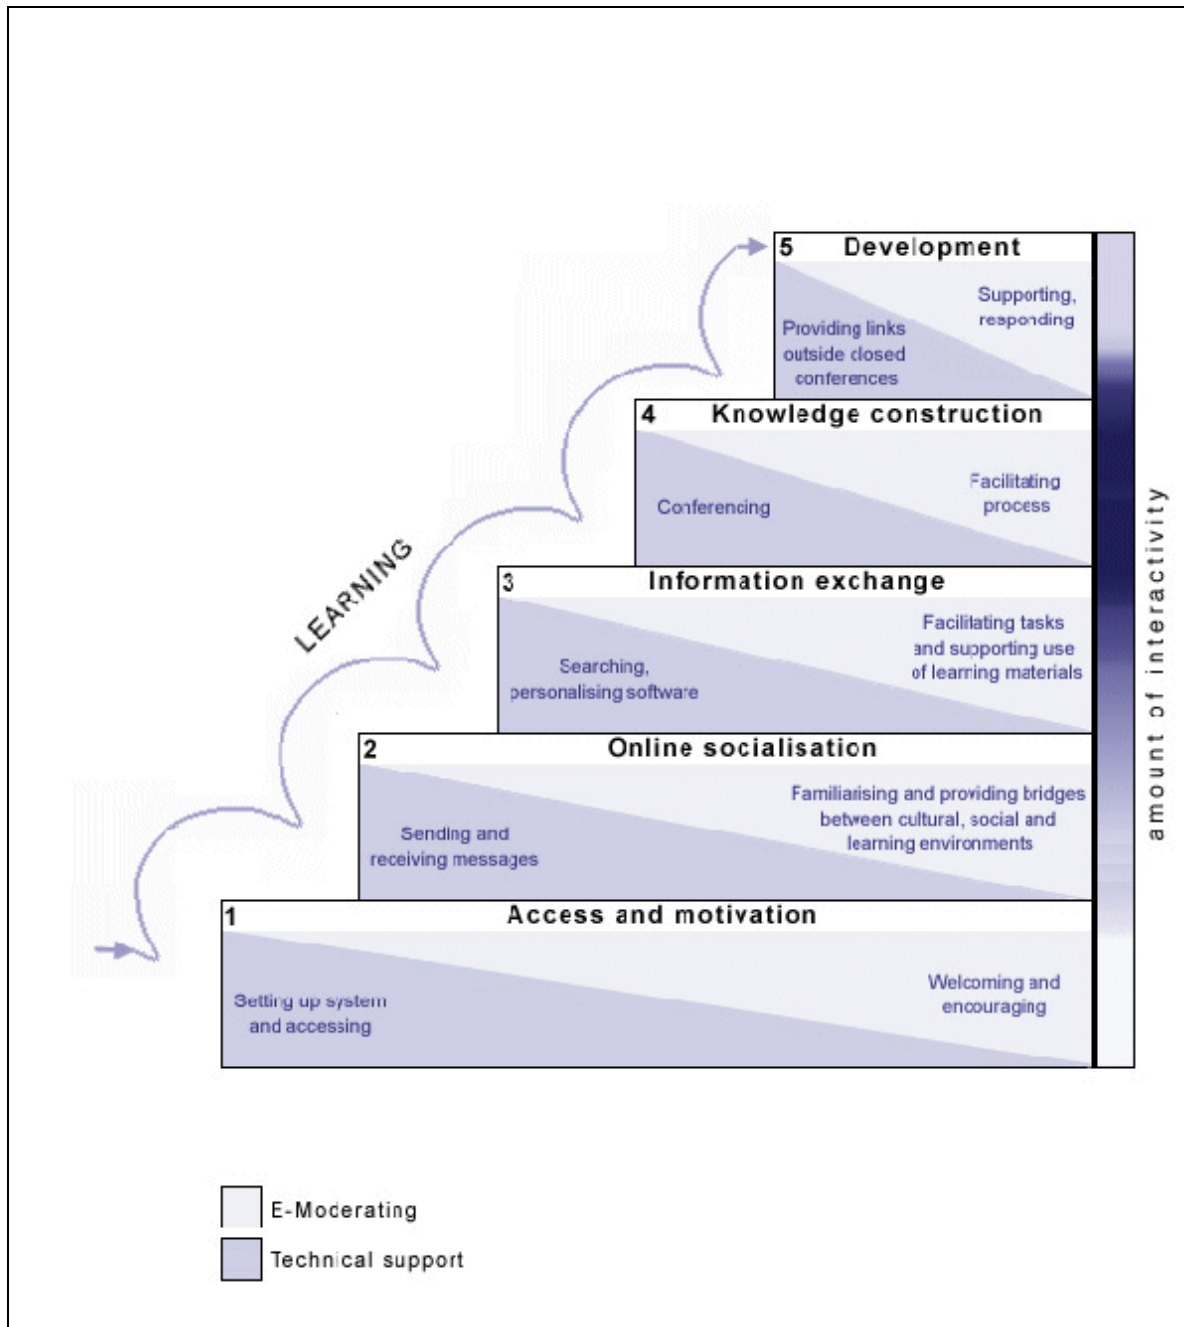 5 Development
Supporting,
responding
Providing links
outside closed
conferences
4 Knowledge construction
Facilitating
process
Conferencing
3 Information exchange
Facilitating tasks
and supporting use
of learning materials
Searching,
personalising software
2 Online socialisation
Familiarising and providing bridges
between cultural, social and
learning environments
Sending and
receiving messages
1 Access and motivation
Welcoming and
encouraging
Setting up system
and accessing
LEARNING
amount of interactivity
E-Moderating
Technical support